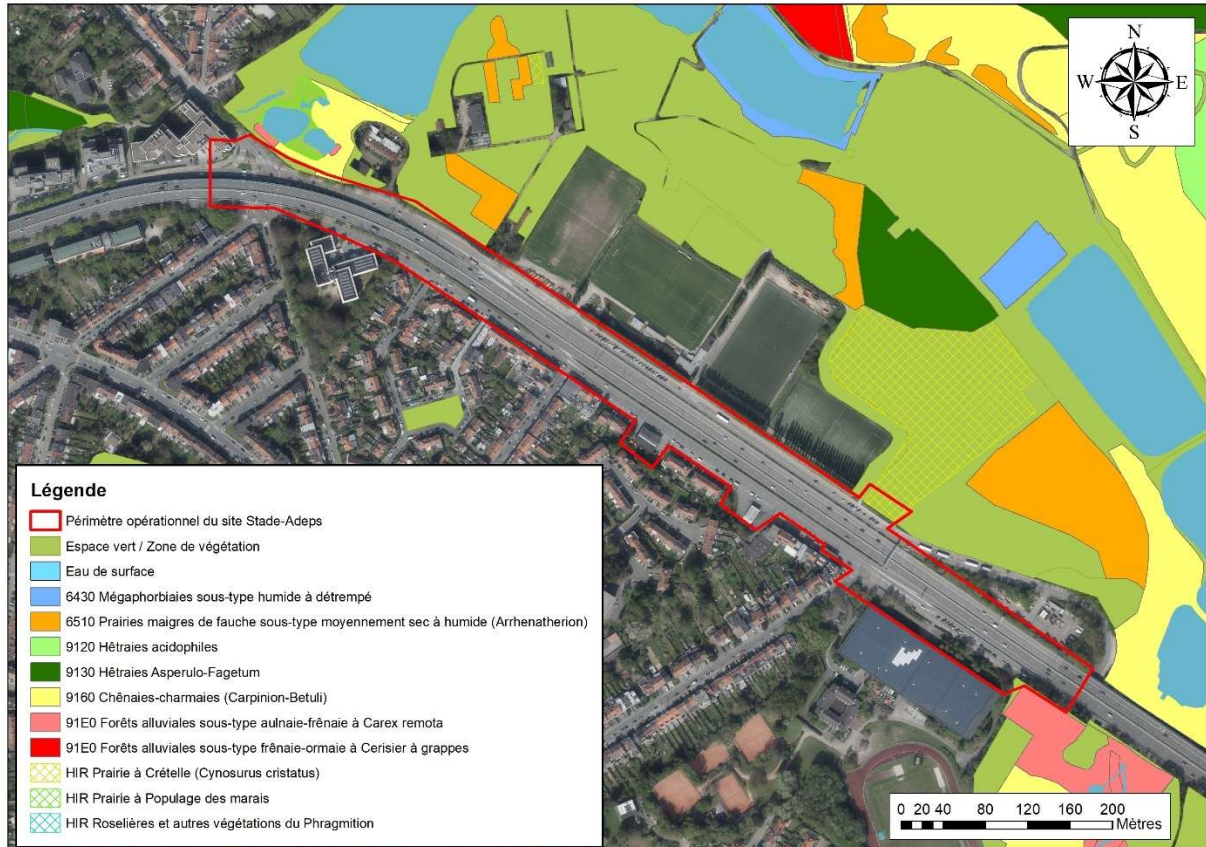 N
W
E
S
Légende
Périmètre opérationnel du site Stade-Adeps
Espace vert / Zone de végétation
Eau de surface
6430 Mégaphorbiaies sous-type humide à détrempé
6510 Prairies maigres de fauche sous-type moyennement sec à humide (Arrhenatherion)
9120 Hêtraies acidophiles
9130 Hêtraies Asperulo-Fagetum
9160 Chênaies-charmaies (Carpinion-Betuli)
91E0 Forêts alluviales sous-type aulnaie-frênaie à Carex remota
91E0 Forêts alluviales sous-type frênaie-ormaie à Cerisier à grappes
HIR Prairie à Crételle (Cynosurus cristatus)
HIR Prairie à Populage des marais
HIR Roselières et autres végétations du Phragmition
0 20 40 80 120 160 200
Mètres